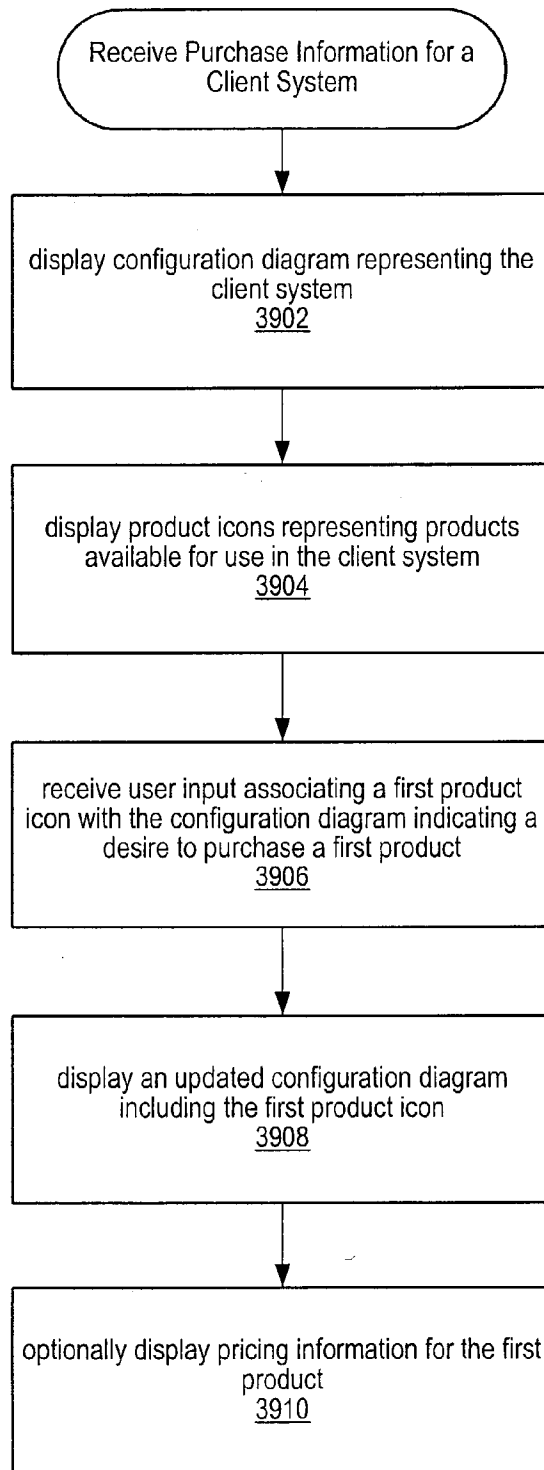 Receive Purchase Information for a
Client System
display configuration diagram representing the
client system
3902
display product icons representing products
available for use in the client system
3904
receive user input associating a first product
icon with the configuration diagram indicating a
desire to purchase a first product
3906
display an updated configuration diagram
including the first product icon
3908
optionally display pricing information for the first
product
3910